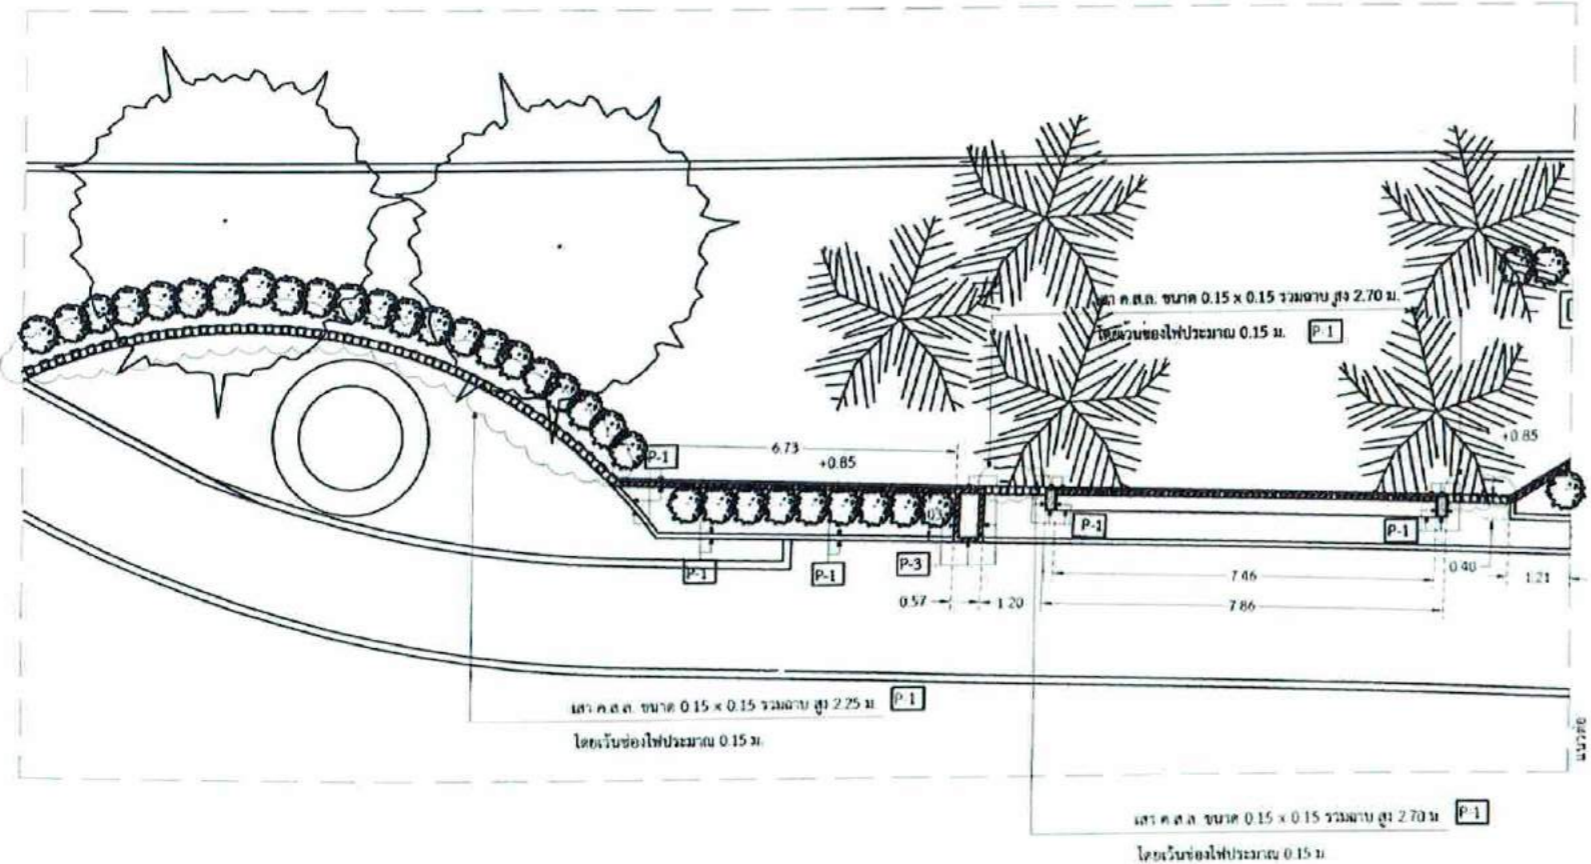 เสา ค.ส.ล. ขนาด 0.15 x 0.15 รวมฉาบ สูง 2.70 ม.
โดยเว้นช่องไฟประมาณ 0.15 ม. P-1
+0.85
6.73
+0.85
P-1
P-1
P-1
P-1
P-1
P-3
0.57
1.20
7.46
7.86
0.40
1.21
เสา ค.ส.ล. ขนาด 0.15 x 0.15 รวมฉาบ สูง 2.25 ม. P-1
โดยเว้นช่องไฟประมาณ 0.15 ม.
แนวต่อ
เสา ค.ส.ล. ขนาด 0.15 x 0.15 รวมฉาบ สูง 2.70 ม. P-1
โดยเว้นช่องไฟประมาณ 0.15 ม.